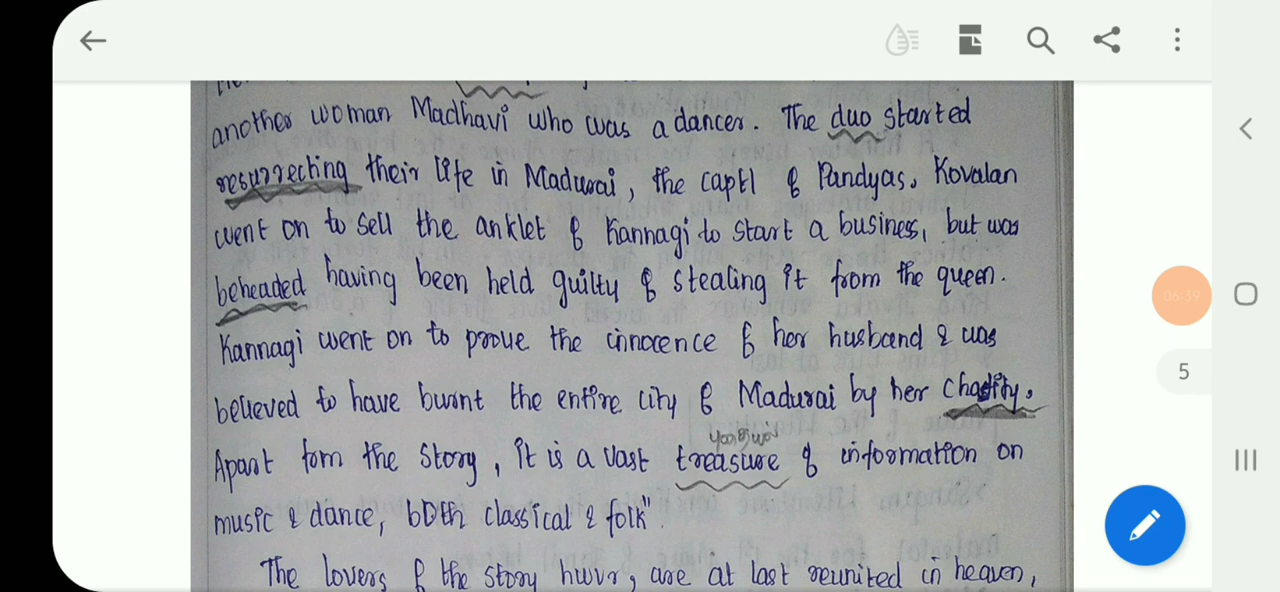 another woman Madhavi who was a dancer. The duo started
resurrecting their life in Madurai, the captl of Pandyas. Kovalan
06:39
went on to sell the anklet of Kannagi to start a business, but was
beheaded having been held guilty of stealing it from the queen.
Kannagi went on to prove the innocence of her husband & was
5
believed to have burnt the entire city of Madurai by her chastity.
Apart fom the story, it is a vast treasure of information on
music & dance, both classical & folk"
The lovers of the story are at last reunited in heaven,